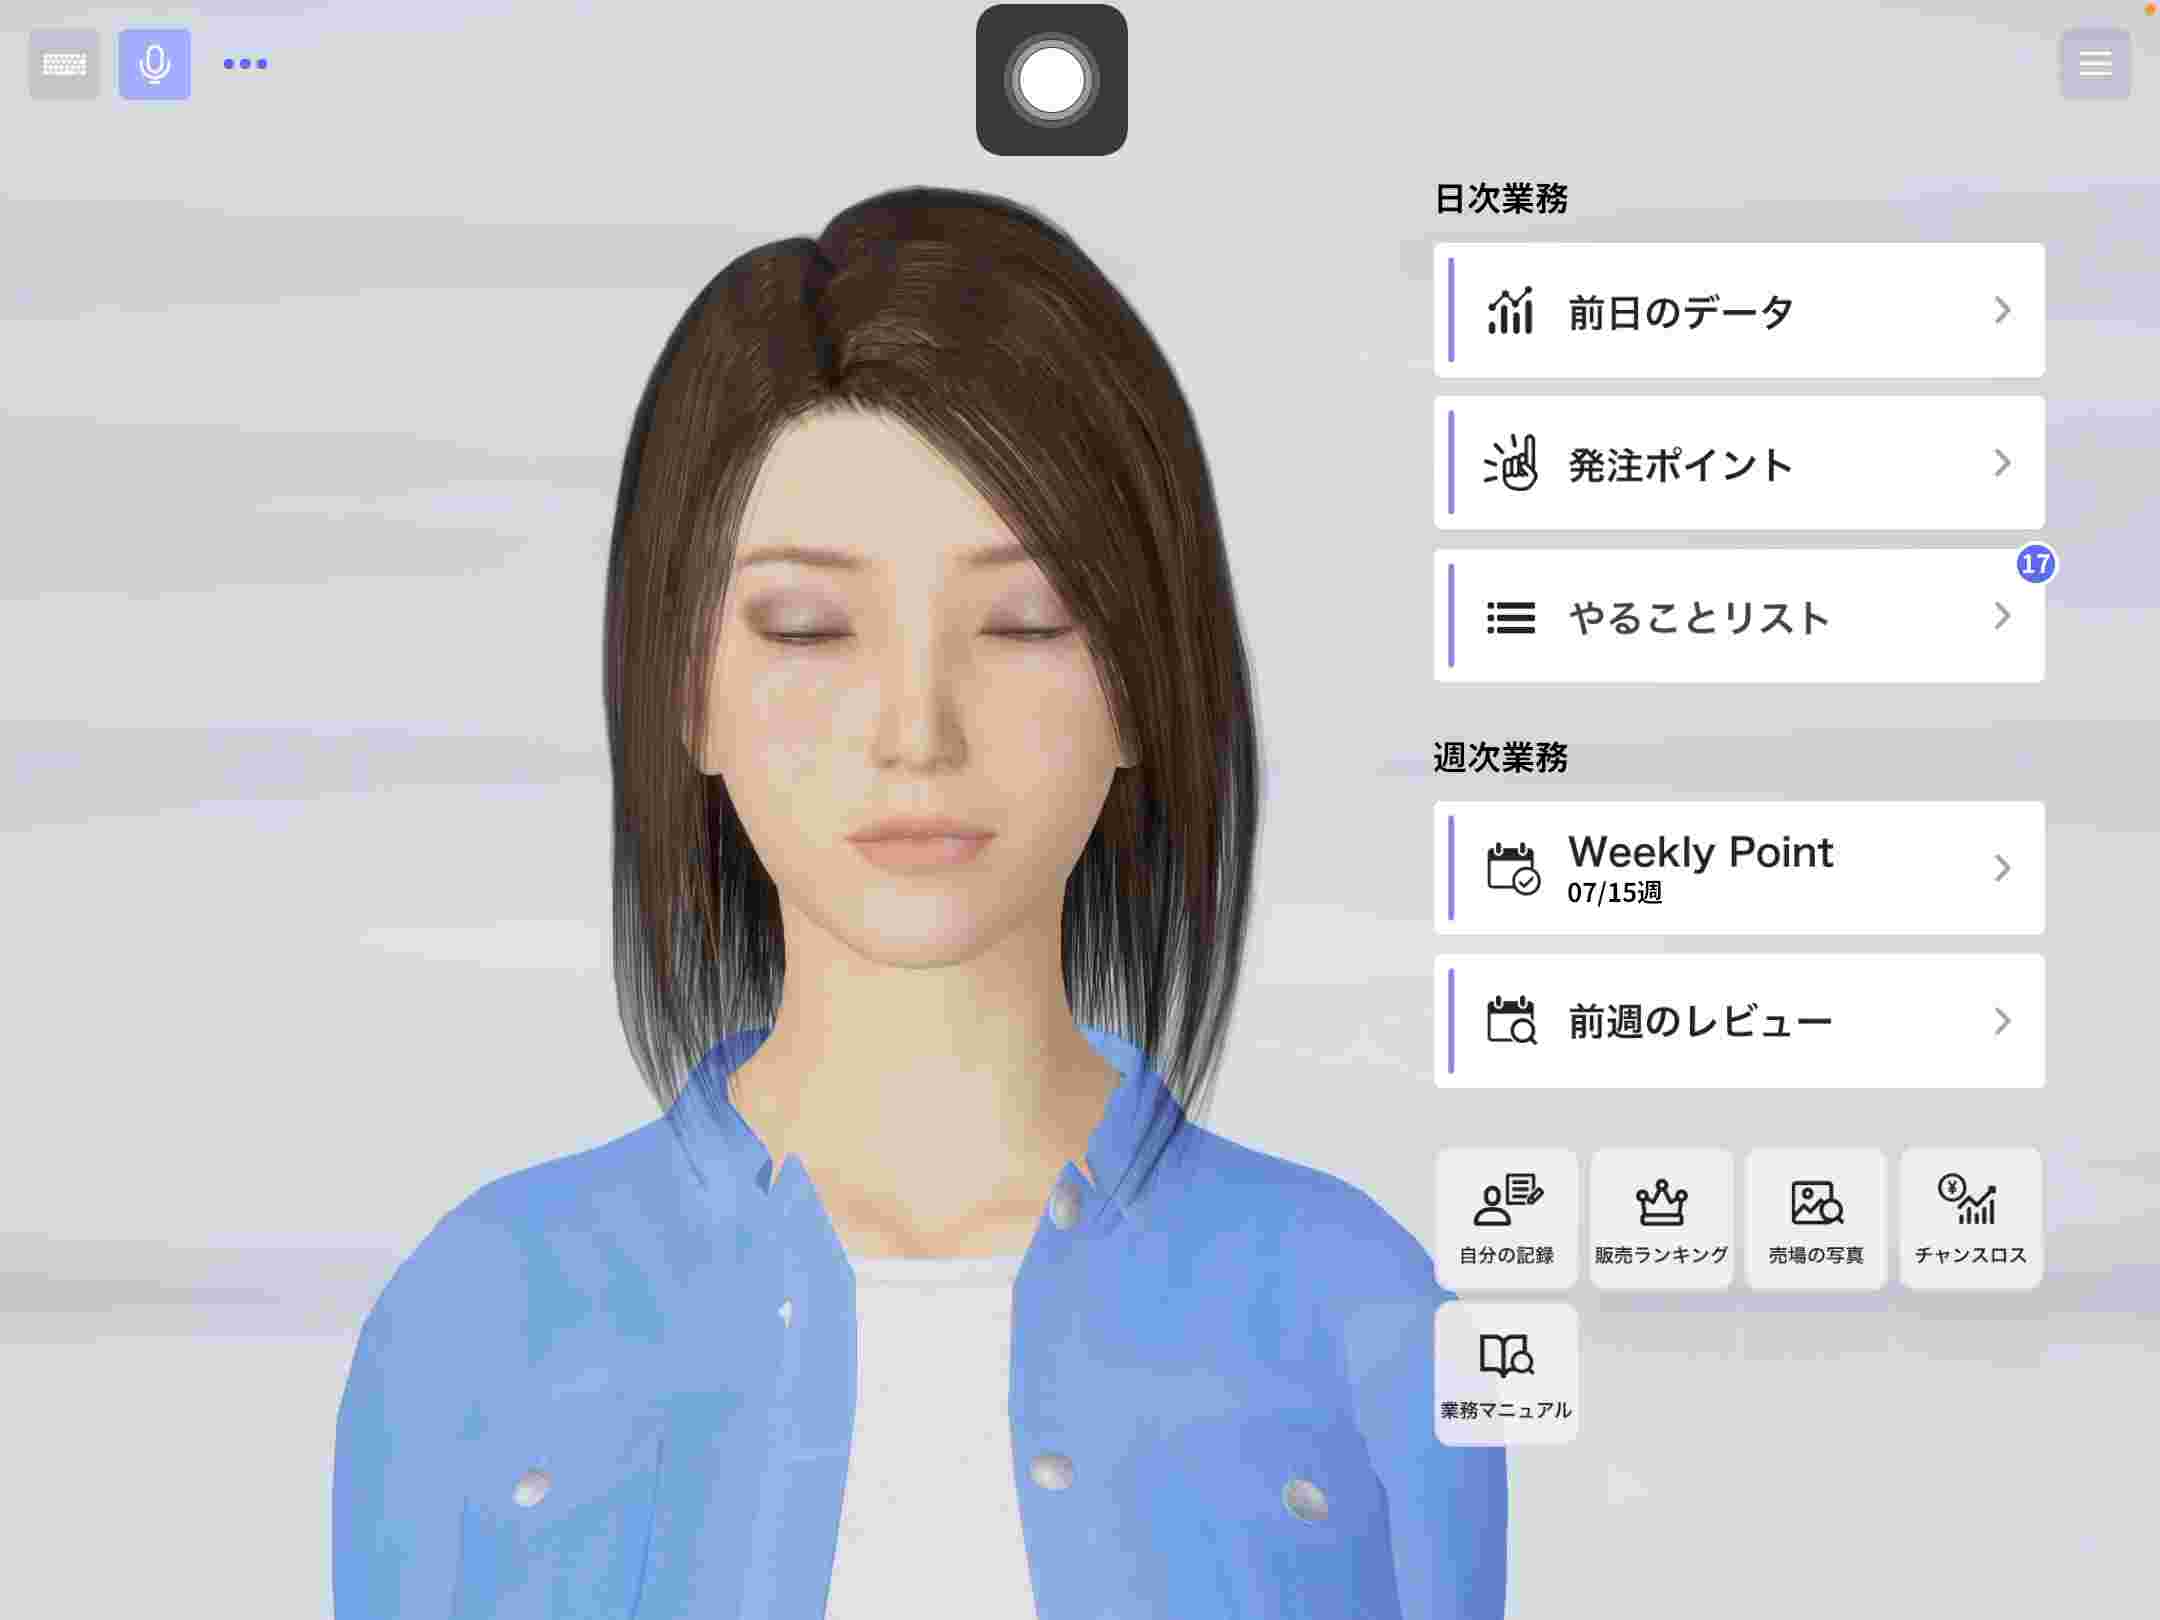 日次業務
前日のデータ
発注ポイント
17
やることリスト
週次業務
Weekly Point
07/15週
前週のレビュー
自分の記録
販売ランキング
売場の写真
チャンスロス
業務マニュアル